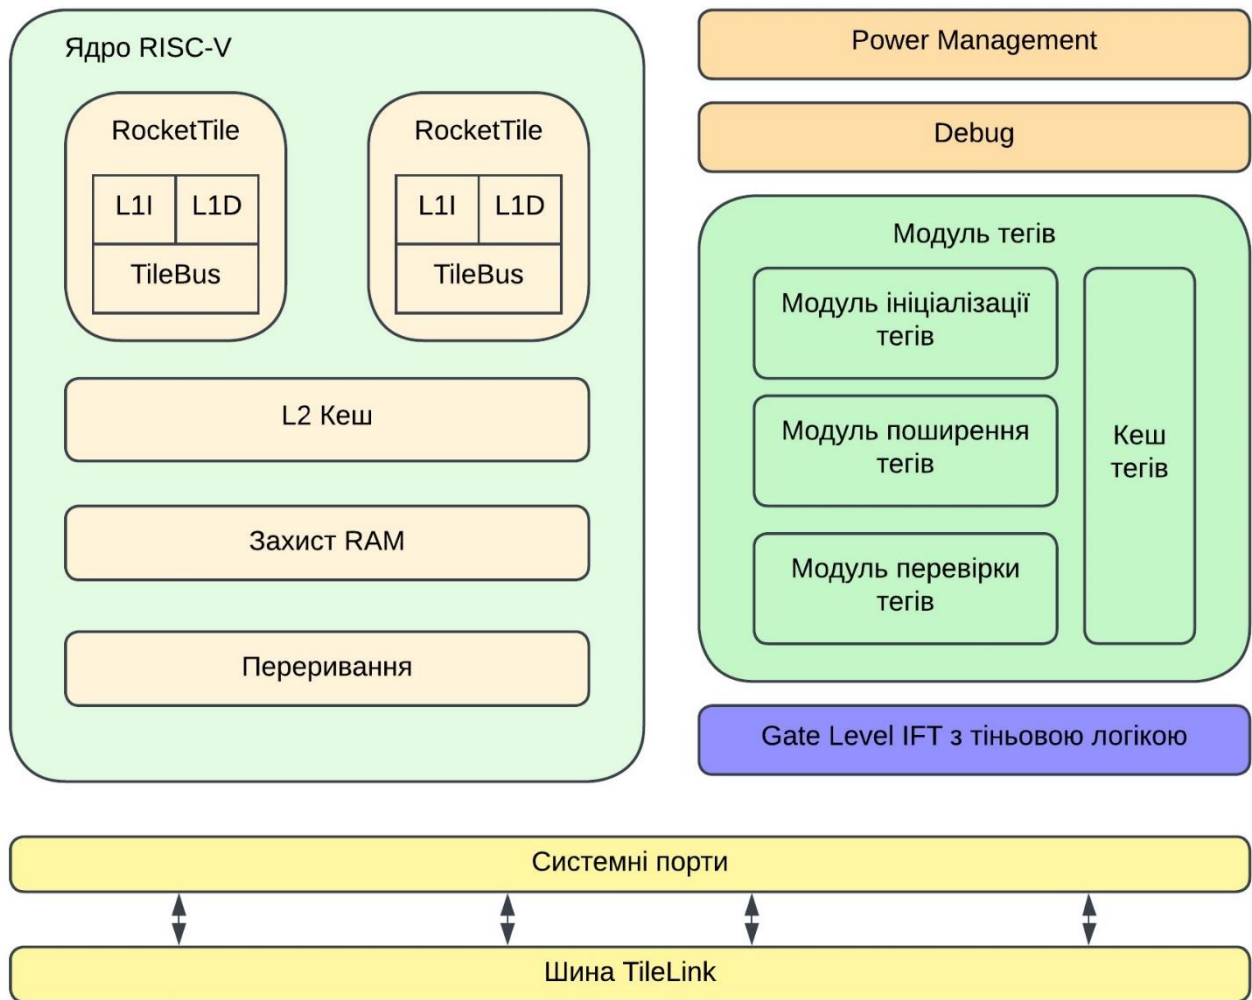 Ядро RISC-V
RocketTile
L1I
L1D
TileBus
RocketTile
L1I
L1D
TileBus
L2 Кеш
Захист RAM
Переривання
Power Management
Debug
Модуль тегів
Модуль ініціалізації
тегів
Модуль поширення
тегів
Модуль перевірки
тегів
Кеш
тегів
Gate Level IFT з тіньовою логікою
Системні порти
Шина TileLink